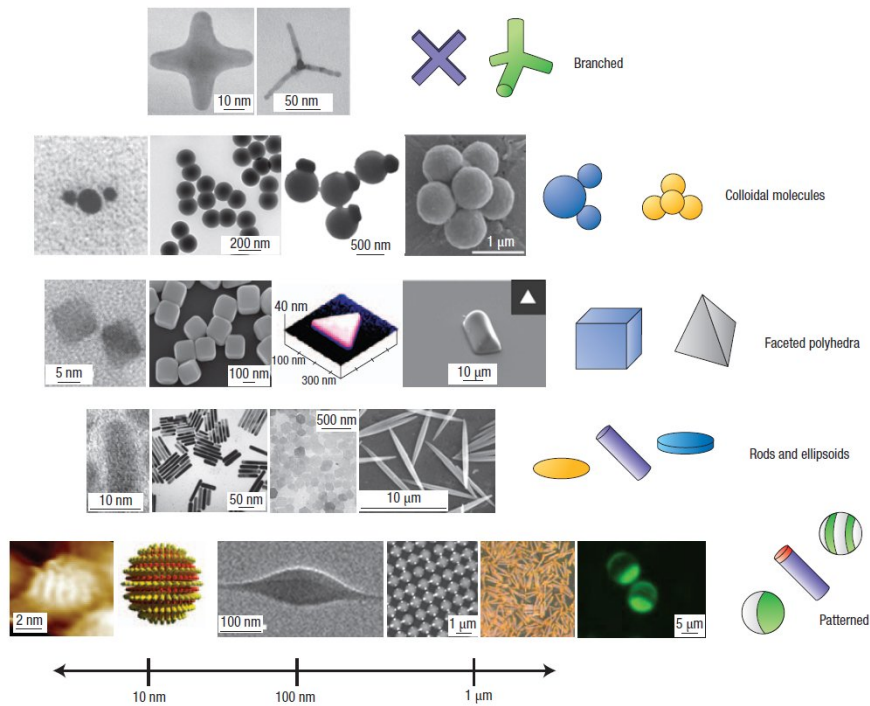 10 nm
50 nm
Branched
200 nm
500 nm
1 µm
Colloidal molecules
5 nm
100 nm
40 nm
100 nm
300 nm
10 µm
Faceted polyhedra
10 nm
50 nm
500 nm
10 µm
Rods and ellipsoids
2 nm
100 nm
1 µm
5 µm
Patterned
10 nm
100 nm
1 µm